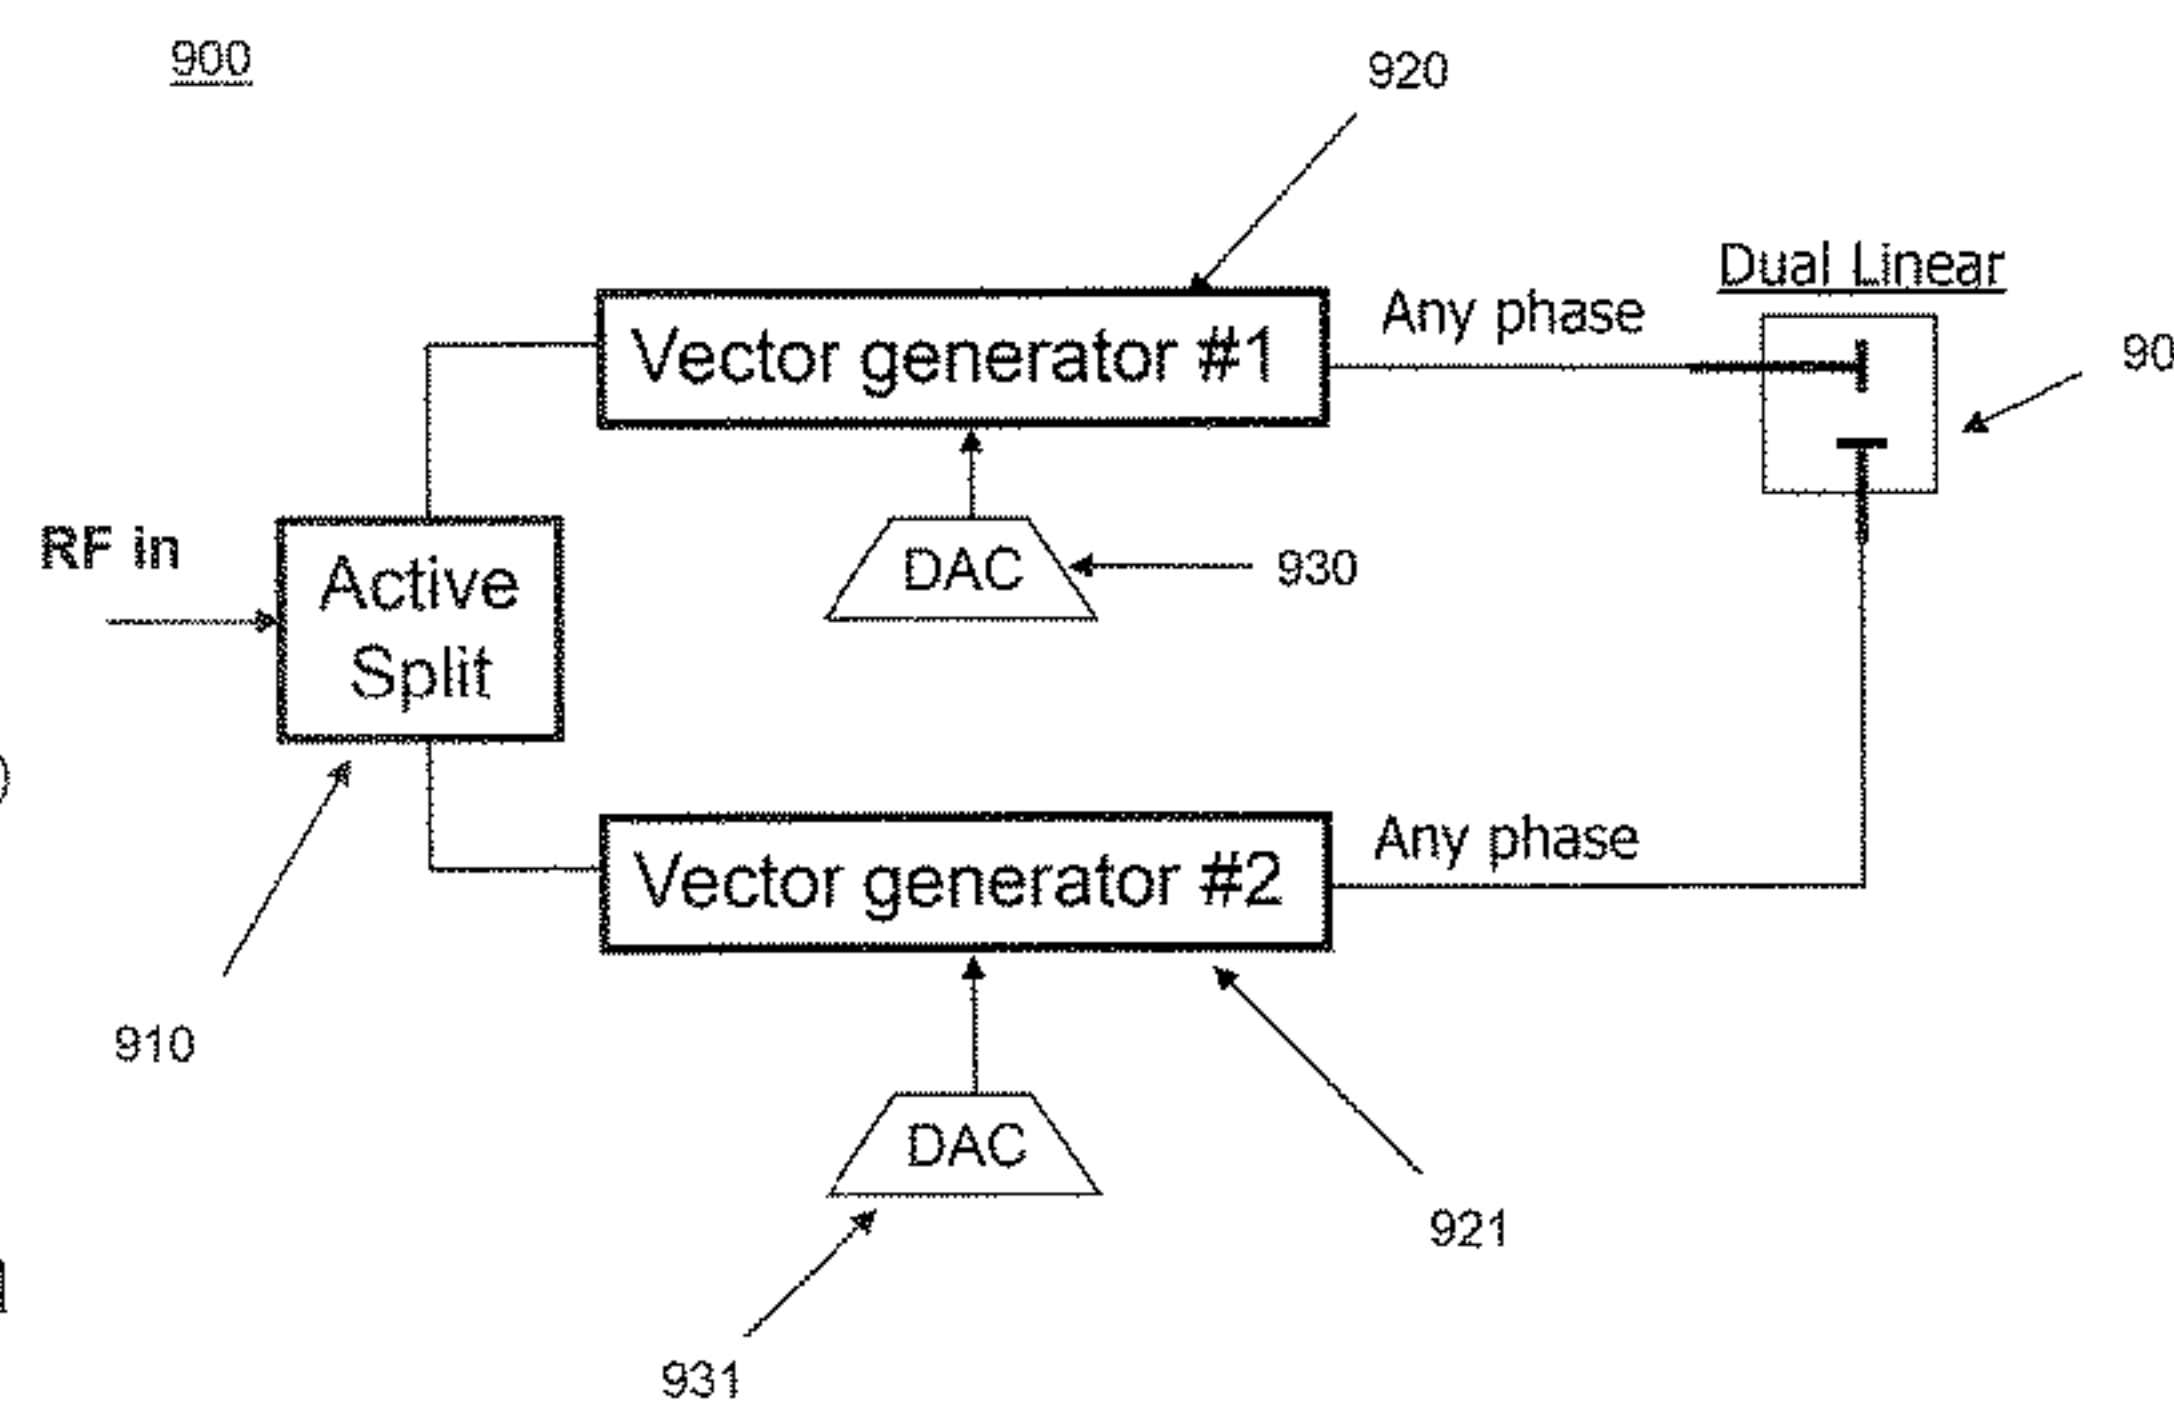 900
920
Dual Linear
Any phase
Vector generator #1
90
RF in
Active
Split
DAC
930
Any phase
Vector generator #2
910
DAC
921
931